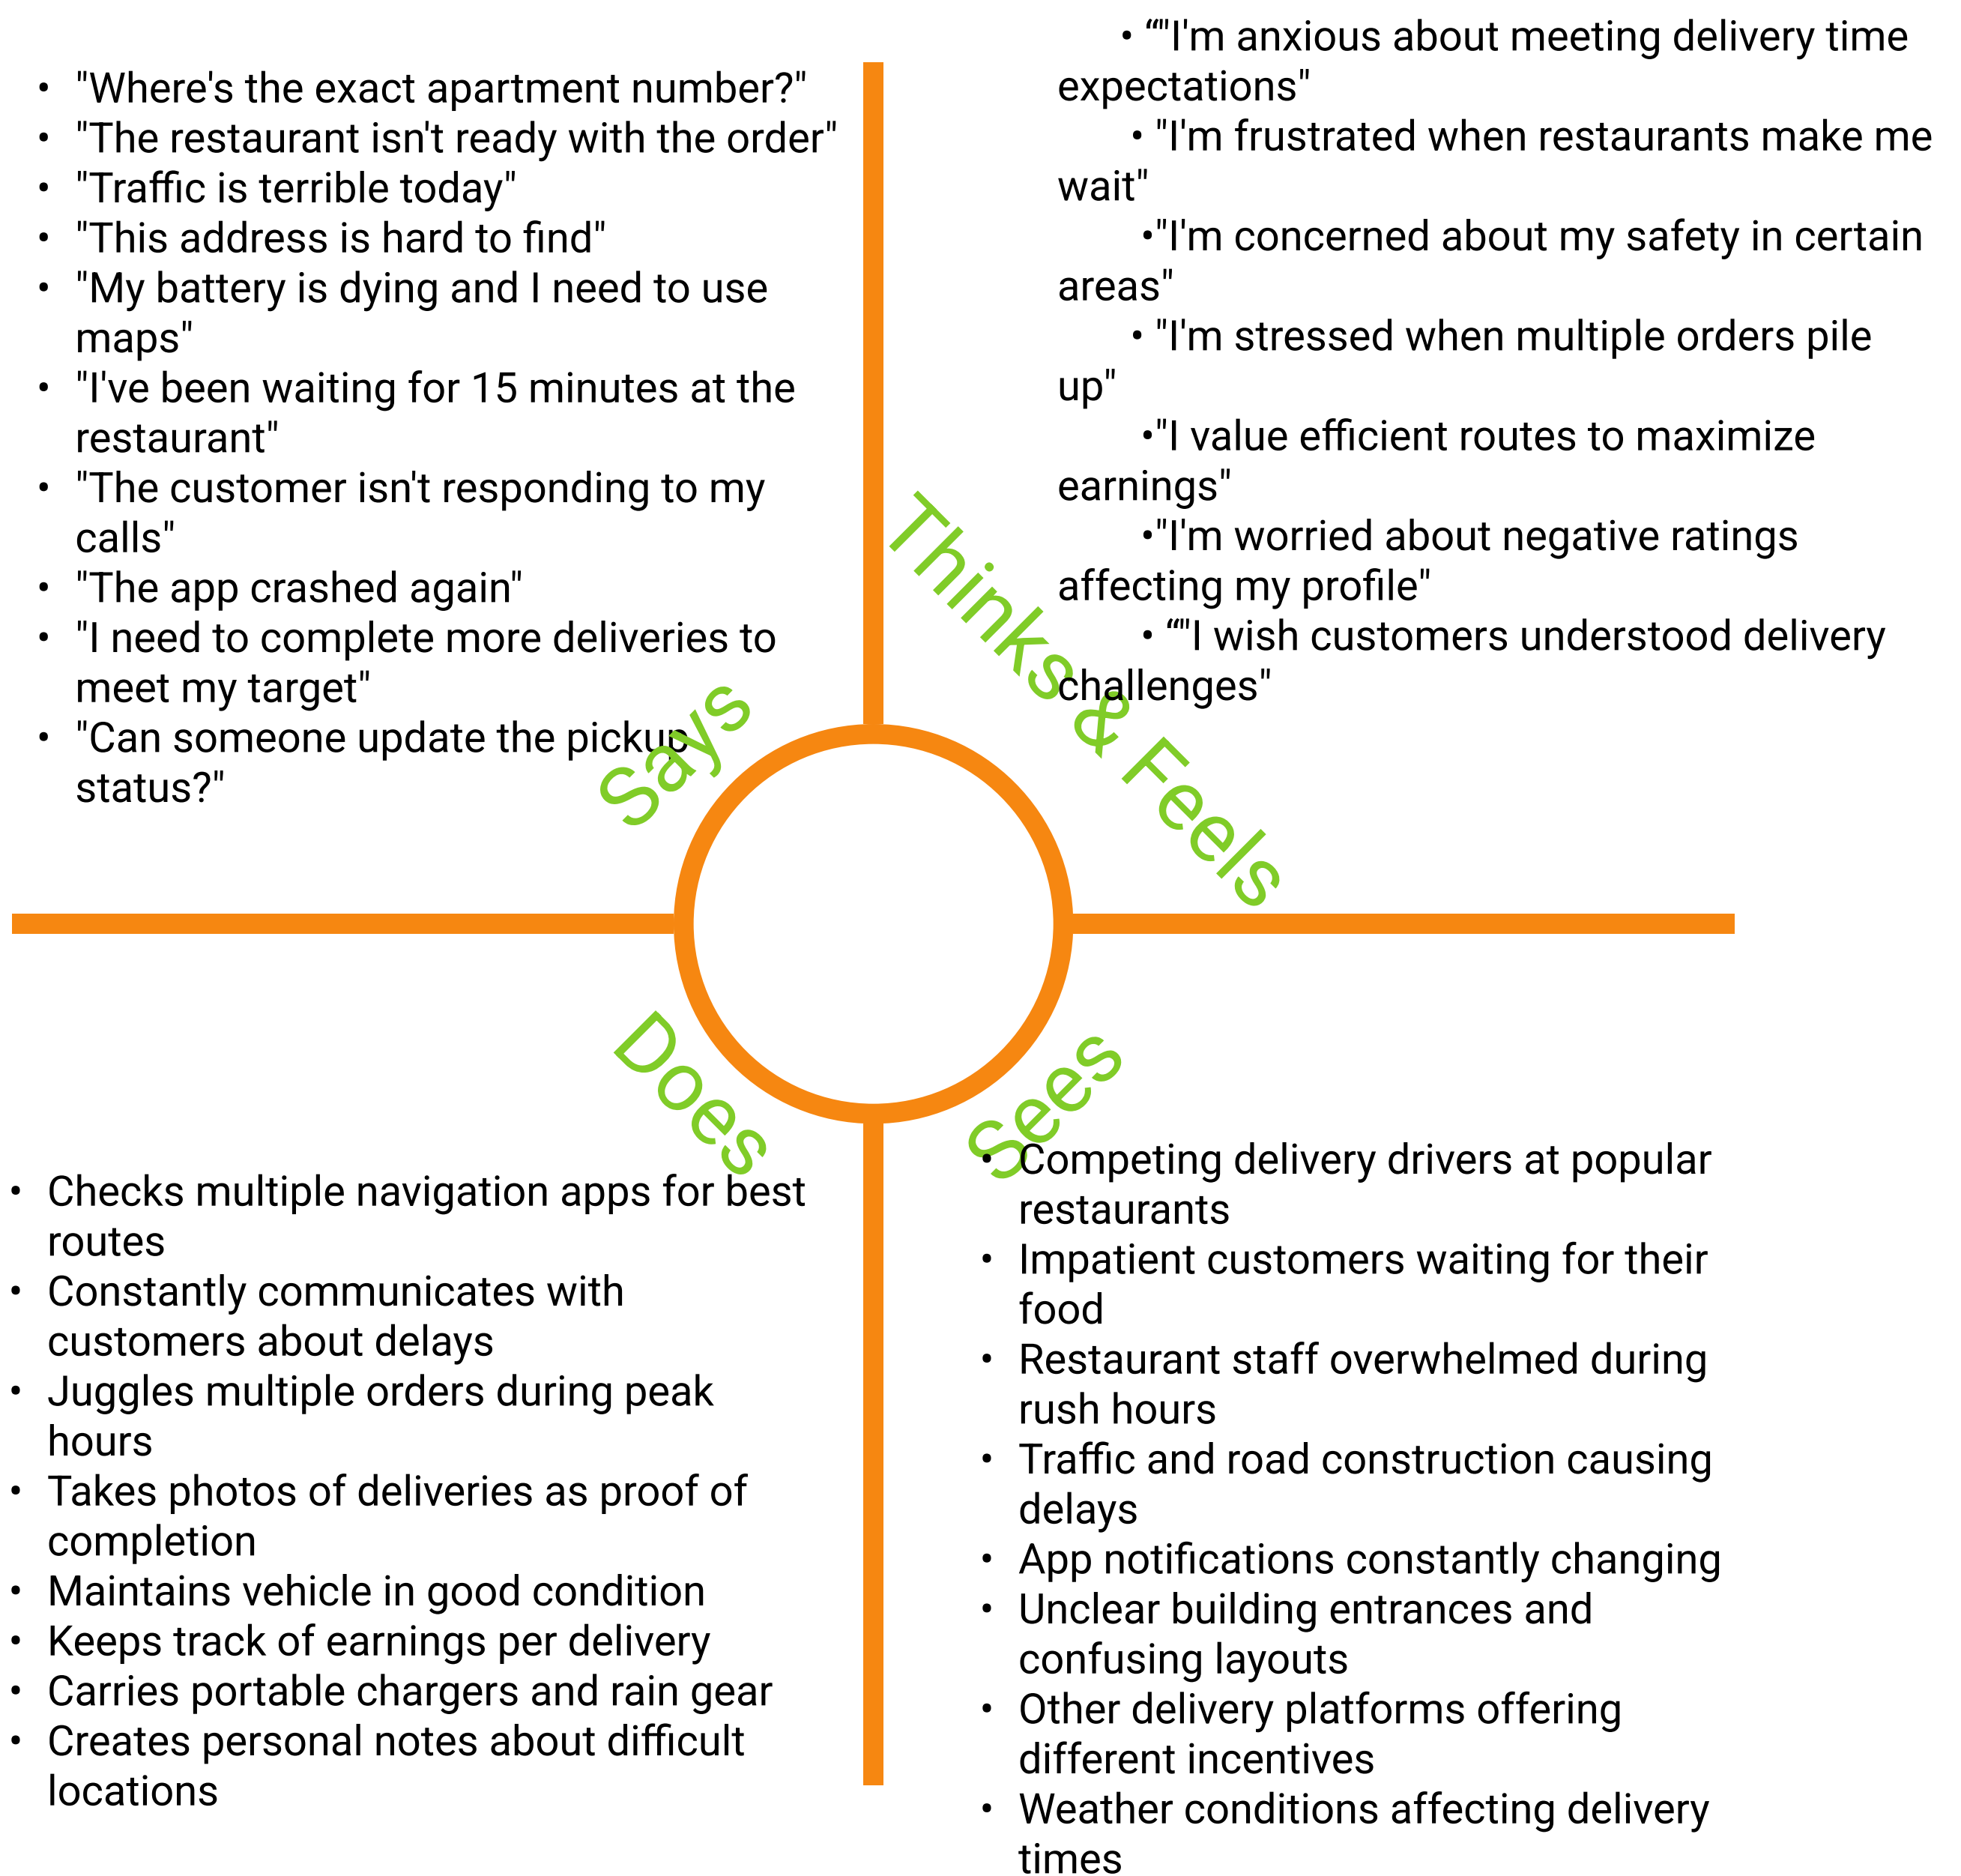 • "Where's the exact apartment number?"
• "The restaurant isn't ready with the order"
• "Traffic is terrible today"
• "This address is hard to find"
• "My battery is dying and I need to use
maps"
• "I've been waiting for 15 minutes at the
restaurant"
• "The customer isn't responding to my
calls"
• "The app crashed again"
• "I need to complete more deliveries to
meet my target"
• "Can someone update the pickup
status?"
Says
• “"I'm anxious about meeting delivery time
expectations"
• "I'm frustrated when restaurants make me
wait"
•"I'm concerned about my safety in certain
areas"
• "I'm stressed when multiple orders pile
up"
•"I value efficient routes to maximize
earnings"
•"I'm worried about negative ratings
affecting my profile"
• “"I wish customers understood delivery
challenges"
Thinks & Feels
Does
• Checks multiple navigation apps for best
routes
• Constantly communicates with
customers about delays
• Juggles multiple orders during peak
hours
• Takes photos of deliveries as proof of
completion
• Maintains vehicle in good condition
• Keeps track of earnings per delivery
• Carries portable chargers and rain gear
• Creates personal notes about difficult
locations
Sees
• Competing delivery drivers at popular
restaurants
• Impatient customers waiting for their
food
• Restaurant staff overwhelmed during
rush hours
• Traffic and road construction causing
delays
• App notifications constantly changing
• Unclear building entrances and
confusing layouts
• Other delivery platforms offering
different incentives
• Weather conditions affecting delivery
times